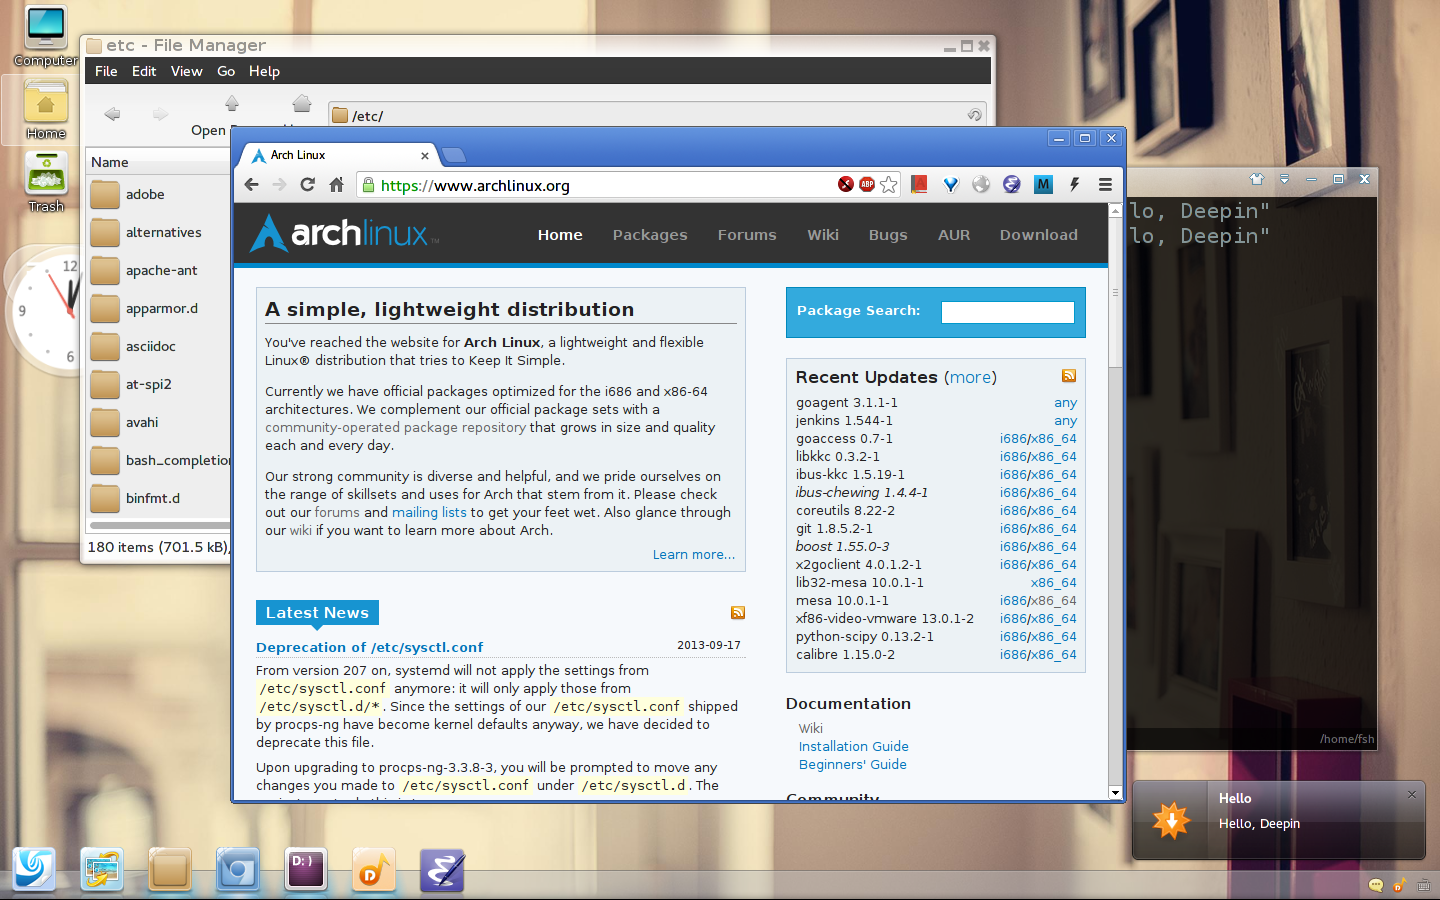 Computer
Home
Trash
12
9
6
etc - File Manager
File Edit View Go Help
Open
/etc/
Name
adobe
alternatives
apache-ant
apparmor.d
asciidoc
at-spi2
avahi
bash_completion
binfmt.d
180 items (701.5 kB),
Arch Linux
https://www.archlinux.org
ABP
M
archlinux™
Home Packages Forums Wiki Bugs AUR Download
A simple, lightweight distribution
You've reached the website for Arch Linux, a lightweight and flexible
Linux® distribution that tries to Keep It Simple.
Currently we have official packages optimized for the i686 and x86-64
architectures. We complement our official package sets with a
community-operated package repository that grows in size and quality
each and every day.
Our strong community is diverse and helpful, and we pride ourselves on
the range of skillsets and uses for Arch that stem from it. Please check
out our forums and mailing lists to get your feet wet. Also glance through
our wiki if you want to learn more about Arch.
Learn more...
Latest News
Deprecation of /etc/sysctl.conf 2013-09-17
From version 207 on, systemd will not apply the settings from
/etc/sysctl.conf anymore: it will only apply those from
/etc/sysctl.d/*. Since the settings of our /etc/sysctl.conf shipped
by procps-ng have become kernel defaults anyway, we have decided to
deprecate this file.
Upon upgrading to procps-ng-3.3.8-3, you will be prompted to move any
changes you made to /etc/sysctl.conf under /etc/sysctl.d. The
Package Search:
Recent Updates (more)
goagent 3.1.1-1 any
jenkins 1.544-1 any
goaccess 0.7-1 i686/x86_64
libkkc 0.3.2-1 i686/x86_64
ibus-kkc 1.5.19-1 i686/x86_64
ibus-chewing 1.4.4-1 i686/x86_64
coreutils 8.22-2 i686/x86_64
git 1.8.5.2-1 i686/x86_64
boost 1.55.0-3 i686/x86_64
x2goclient 4.0.1.2-1 i686/x86_64
lib32-mesa 10.0.1-1 x86_64
mesa 10.0.1-1 i686/x86_64
xf86-video-vmware 13.0.1-2 i686/x86_64
python-scipy 0.13.2-1 i686/x86_64
calibre 1.15.0-2 i686/x86_64
Documentation
Wiki
Installation Guide
Beginners' Guide
Community
lo, Deepin"
lo, Deepin"
/home/fsh
Hello
Hello, Deepin
D:)